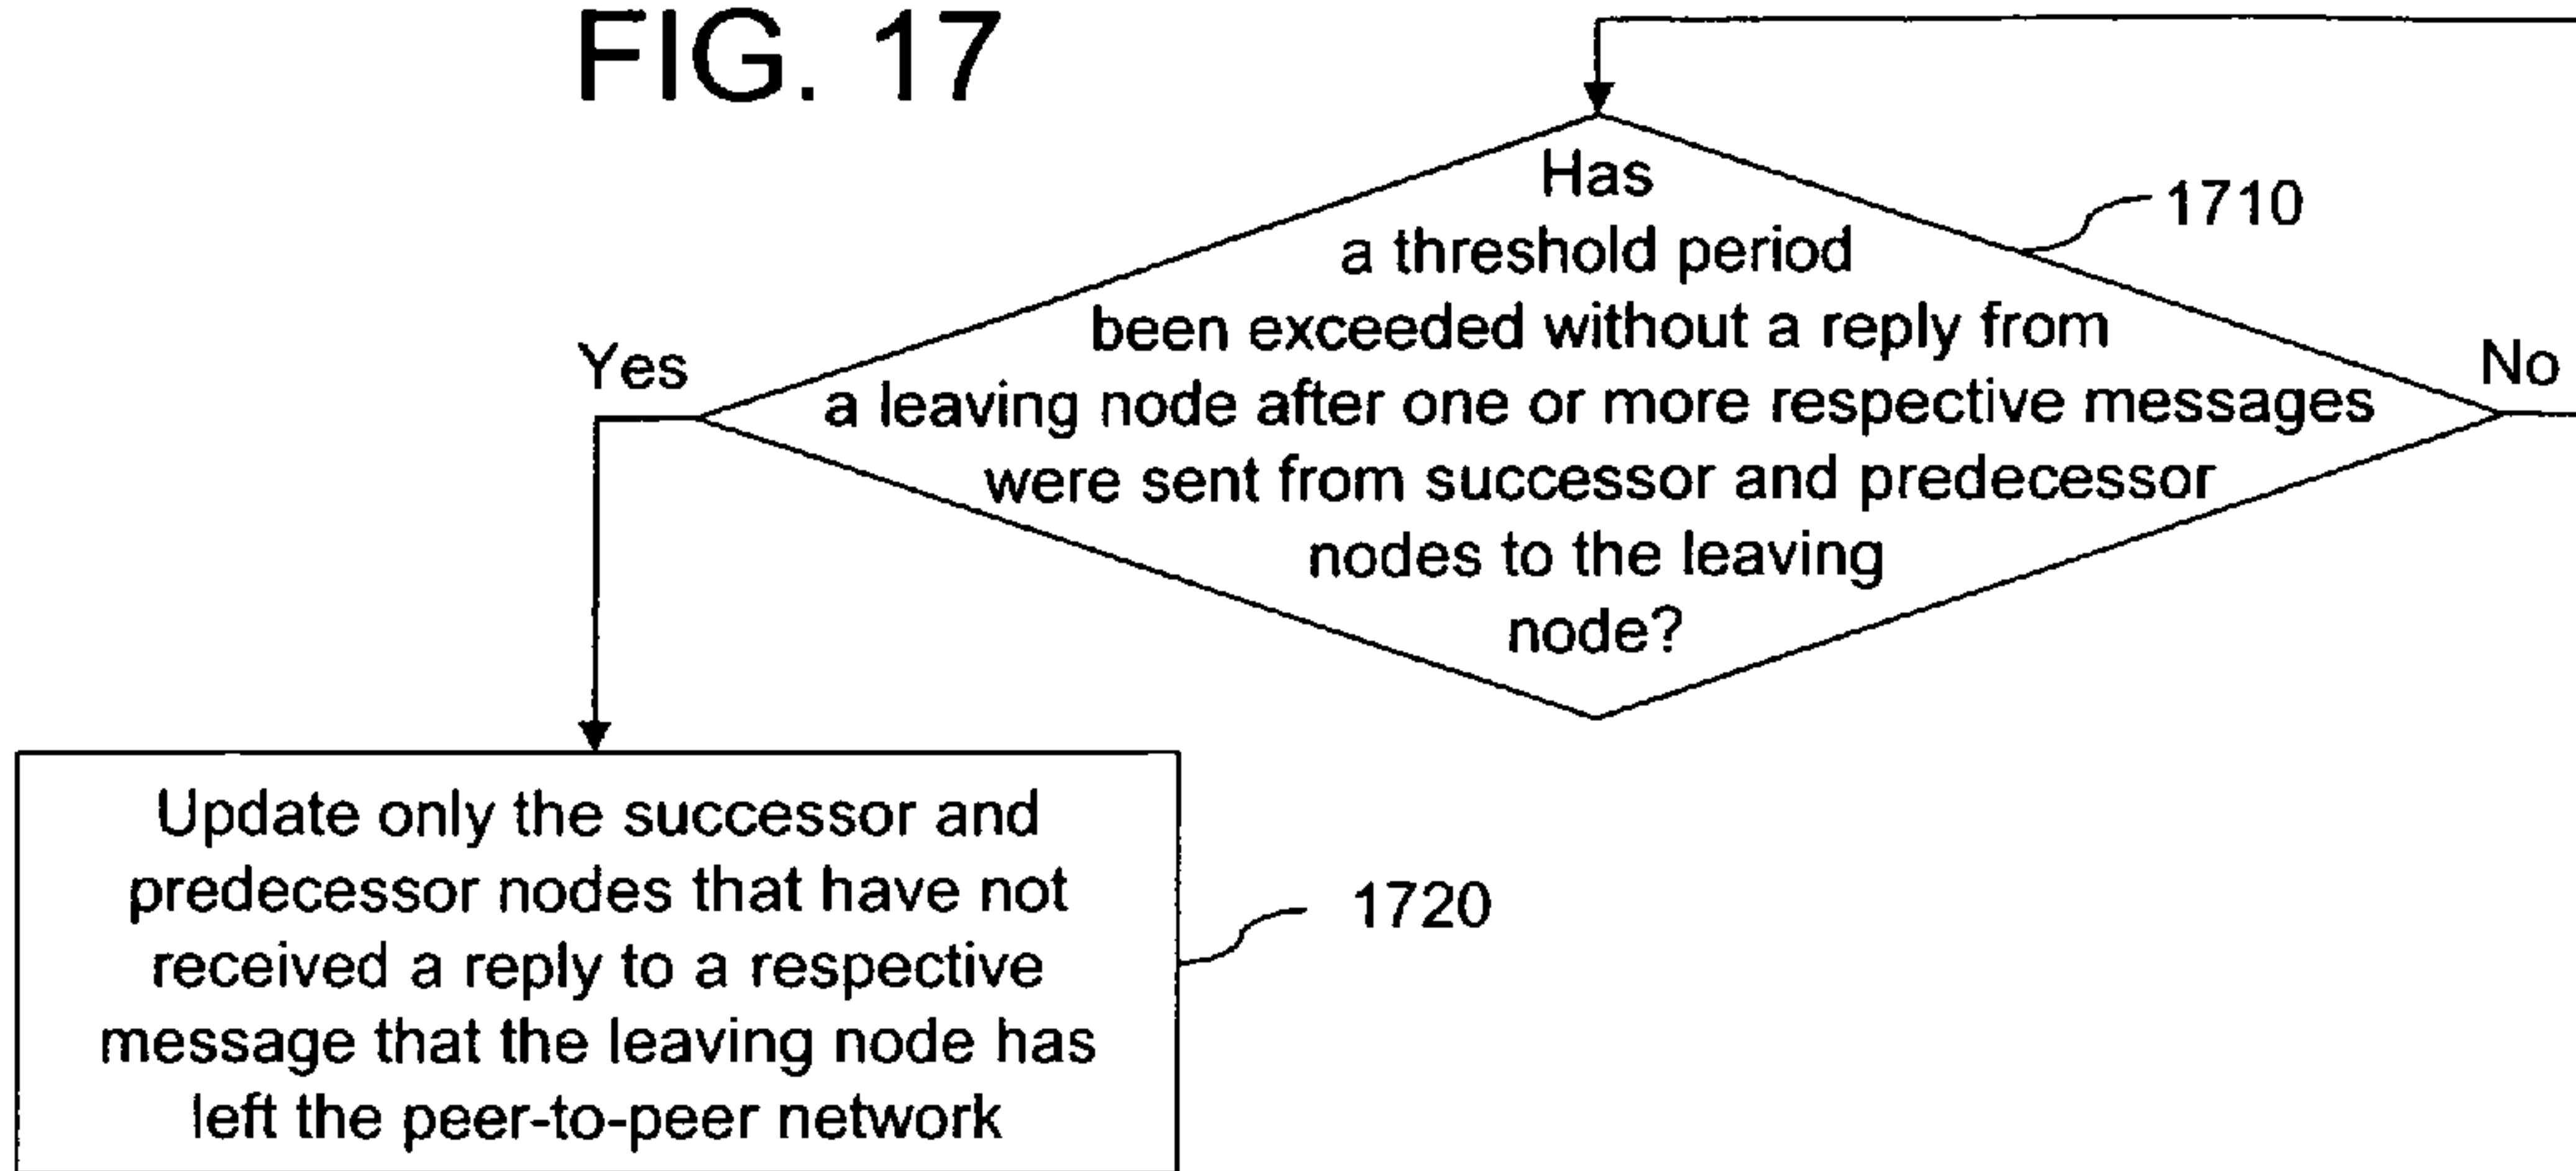 FIG. 17
Has
a threshold period
been exceeded without a reply from
a leaving node after one or more respective messages
were sent from successor and predecessor
nodes to the leaving
node?
1710
Yes
No
Update only the successor and
predecessor nodes that have not
received a reply to a respective
message that the leaving node has
left the peer-to-peer network
1720